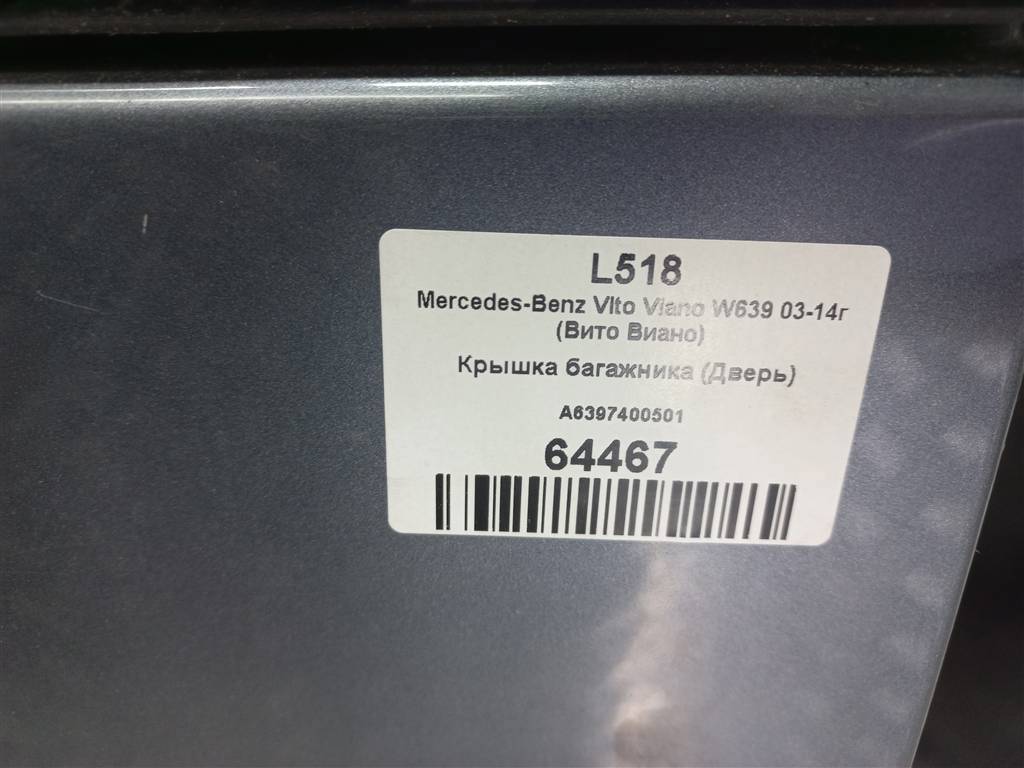 L518
Mercedes-Benz Vito Viano W639 03-14г
(Вито Виано)
Крышка багажника (Дверь)
A6397400501
64467